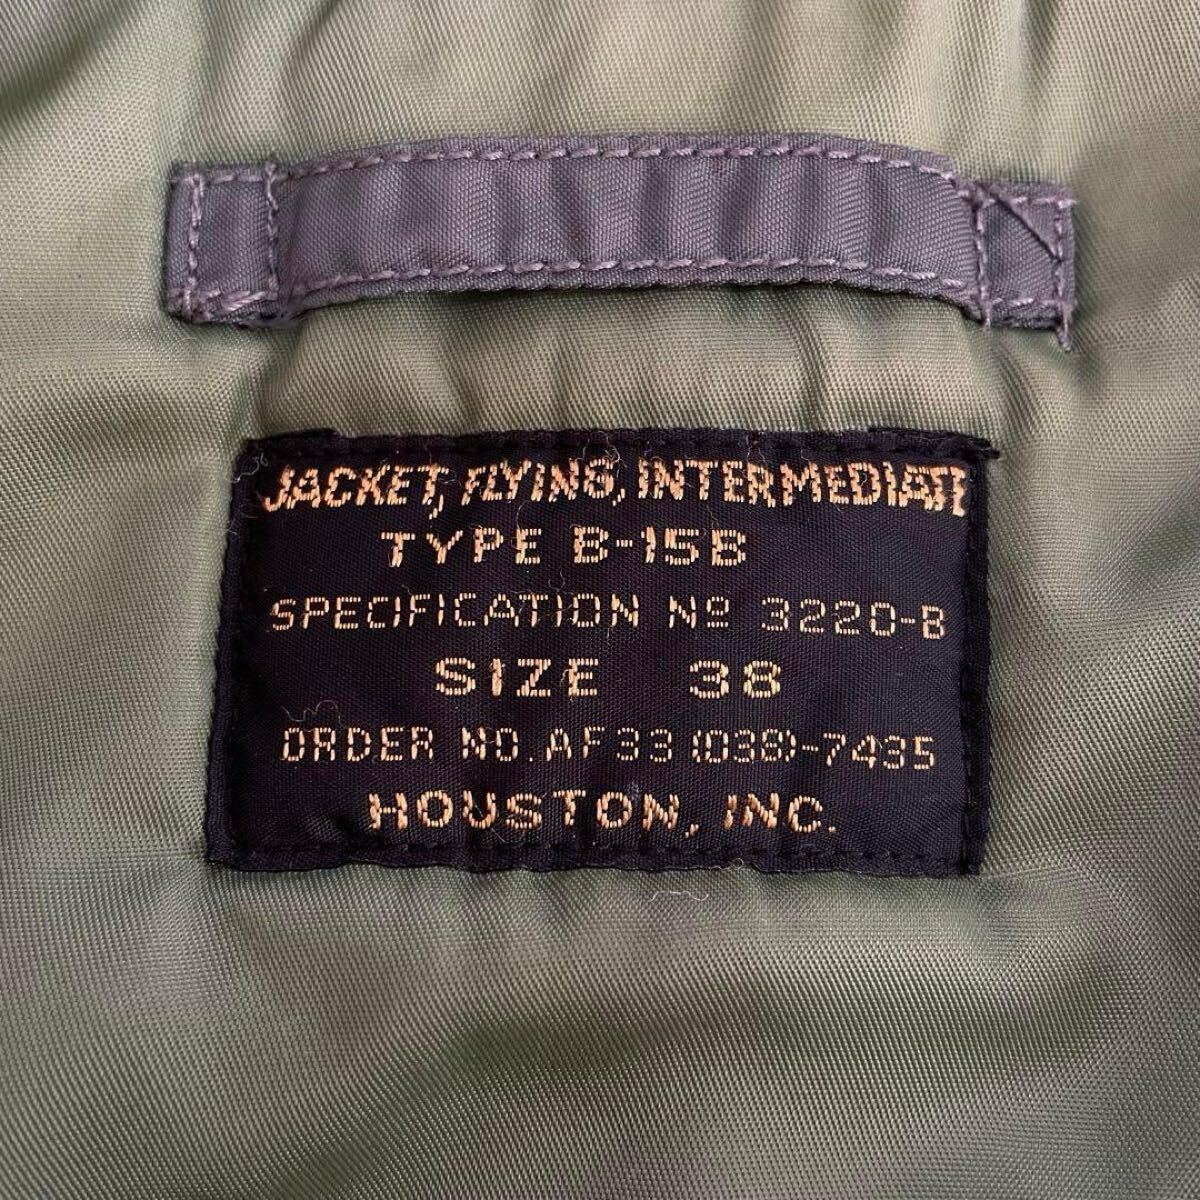 JACKET, FLYING, INTERMEDIATE
TYPE B-15B
SPECIFICATION Nº 3220-B
SIZE 38
ORDER NO. AF33 (038)-7435
HOUSTON, INC.